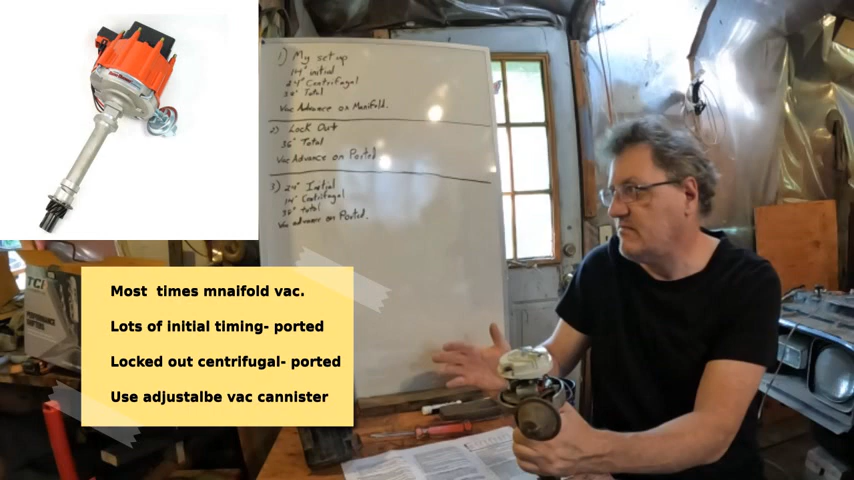 1) My set up
14° initial
24° Centrifugal
38° Total
Vac Advance on Manifold.
2) Lock Out
36° Total
Vac Advance on Ported
3) 24° Initial
14° Centrifugal
38° total
Vac advance on Ported.
TCI
Most times mnaifold vac.
Lots of initial timing- ported
Locked out centrifugal- ported
Use adjustalbe vac cannister